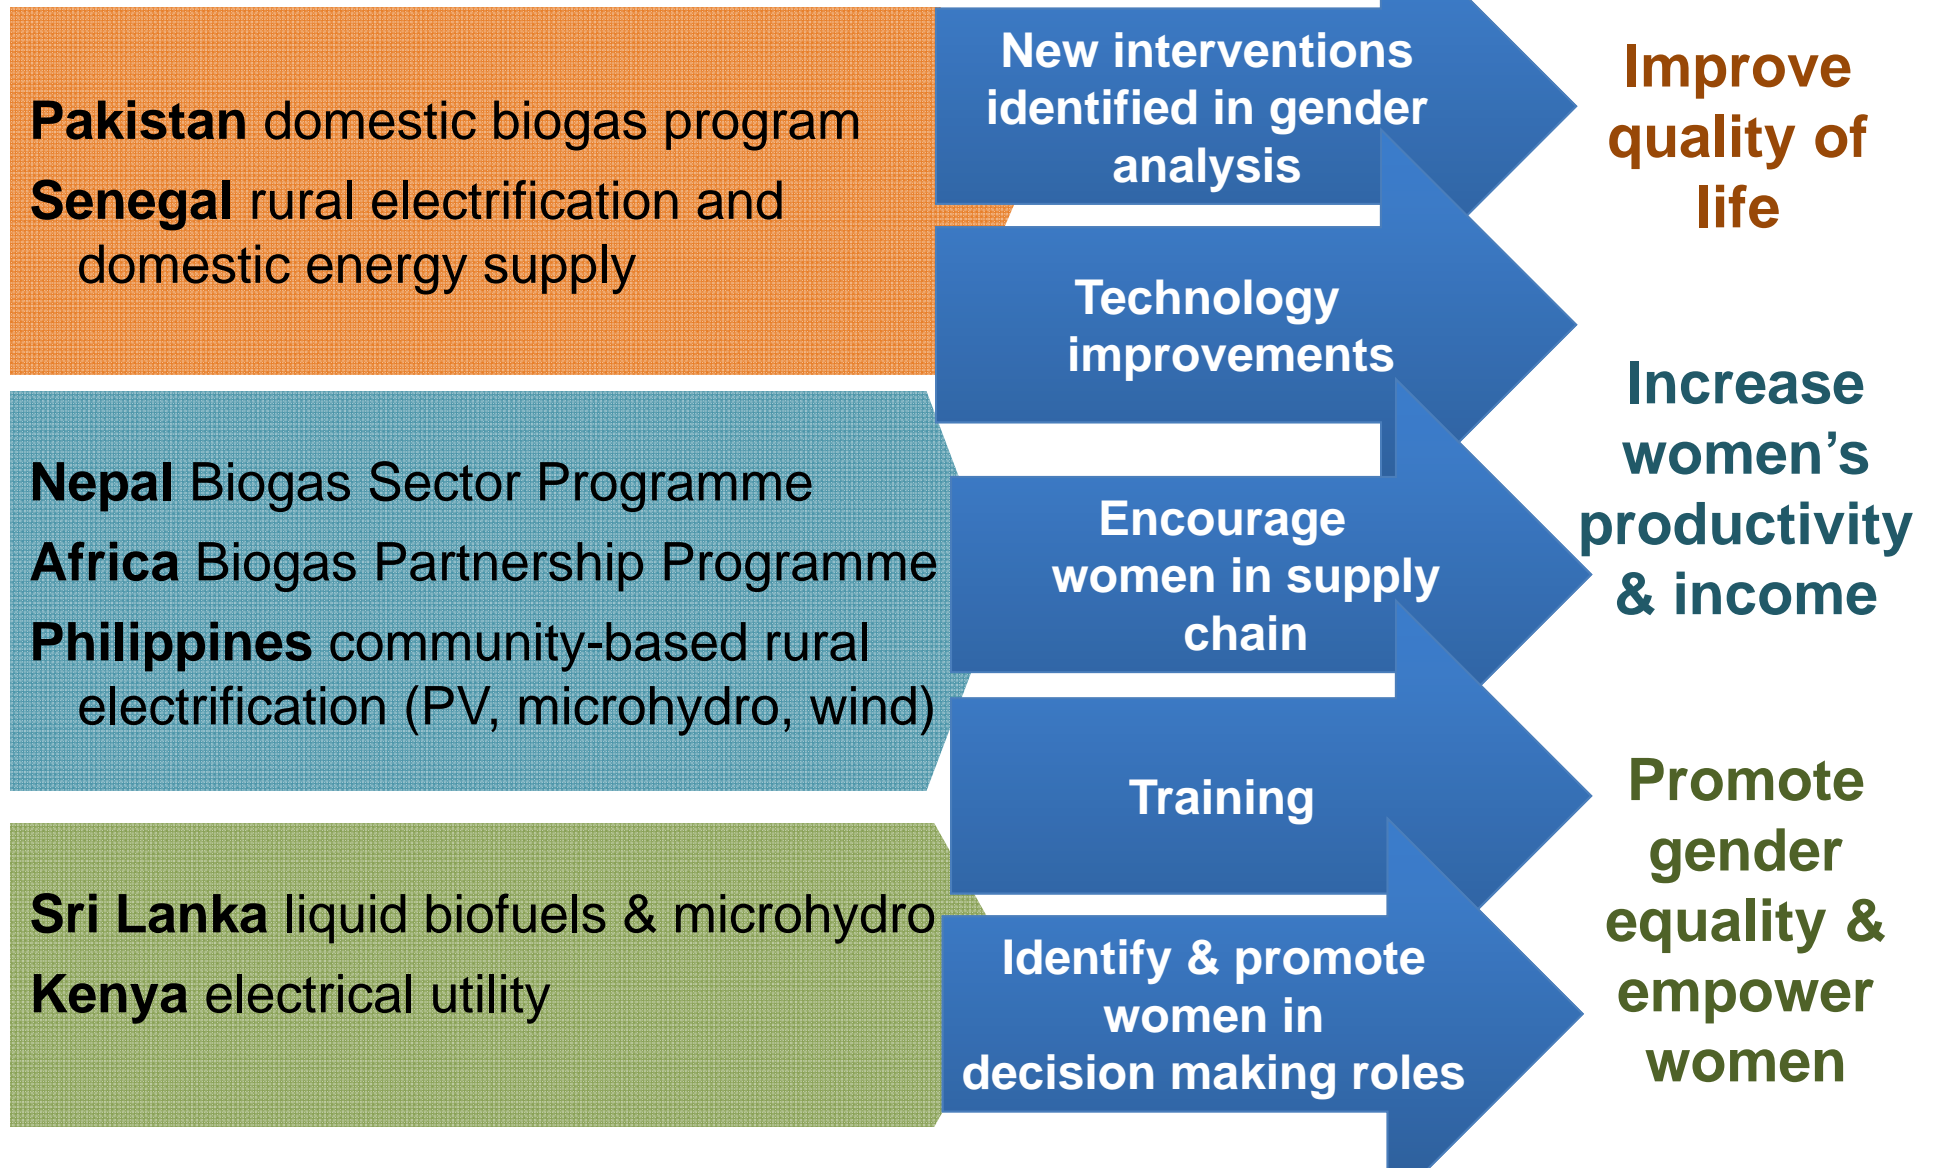 Pakistan domestic biogas program
Senegal rural electrification and
domestic energy supply
Nepal Biogas Sector Programme
Africa Biogas Partnership Programme
Philippines community-based rural
electrification (PV, microhydro, wind)
Sri Lanka liquid biofuels & microhydro
Kenya electrical utility
New interventions
identified in gender
analysis
Technology
improvements
Encourage
women in supply
chain
Training
Identify & promote
women in
decision making roles
Improve
quality of
life
Increase
women’s
productivity
& income
Promote
gender
equality &
empower
women